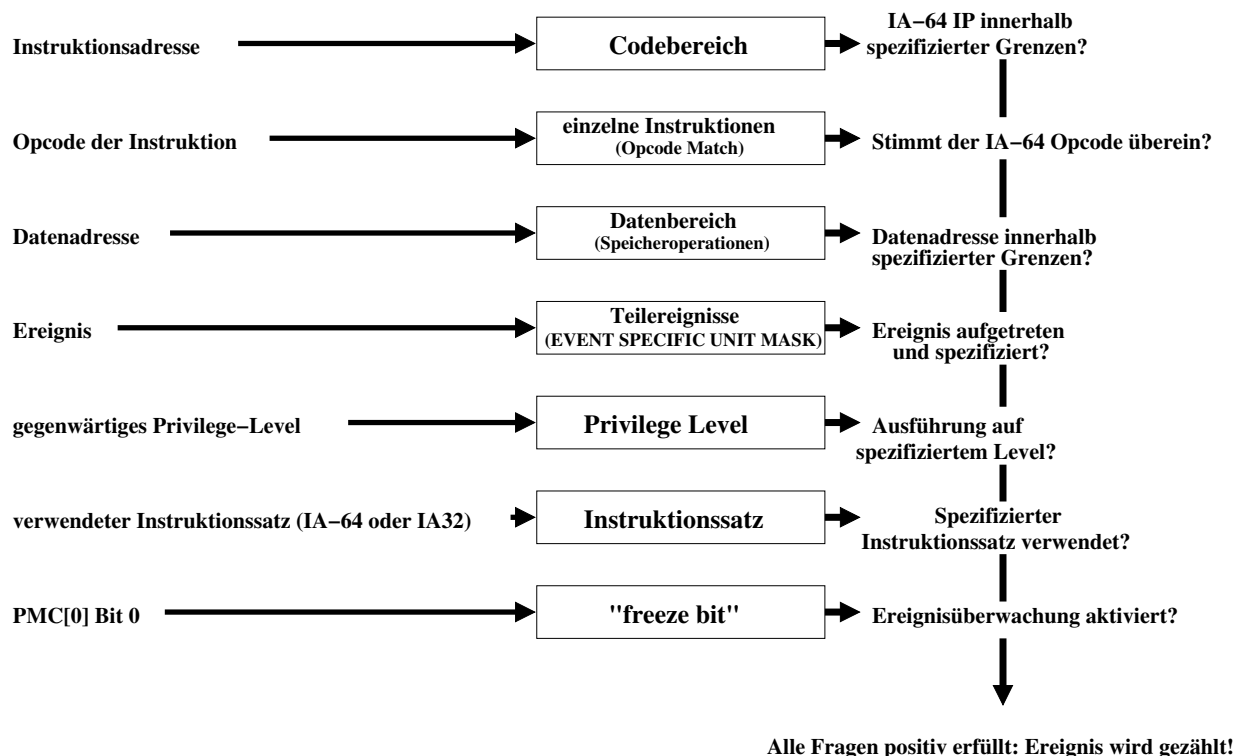 Instruktionsadresse
Codebereich
IA−64 IP innerhalb
spezifizierter Grenzen?
Opcode der Instruktion
einzelne Instruktionen
(Opcode Match)
Stimmt der IA−64 Opcode überein?
Datenadresse
Datenbereich
(Speicheroperationen)
Datenadresse innerhalb
spezifizierter Grenzen?
Ereignis
Teilereignisse
(EVENT SPECIFIC UNIT MASK)
Ereignis aufgetreten
und spezifiziert?
gegenwärtiges Privilege−Level
Privilege Level
Ausführung auf
spezifiziertem Level?
verwendeter Instruktionssatz (IA−64 oder IA32)
Instruktionssatz
Spezifizierter
Instruktionssatz verwendet?
PMC[0] Bit 0
"freeze bit"
Ereignisüberwachung aktiviert?
Alle Fragen positiv erfüllt: Ereignis wird gezählt!